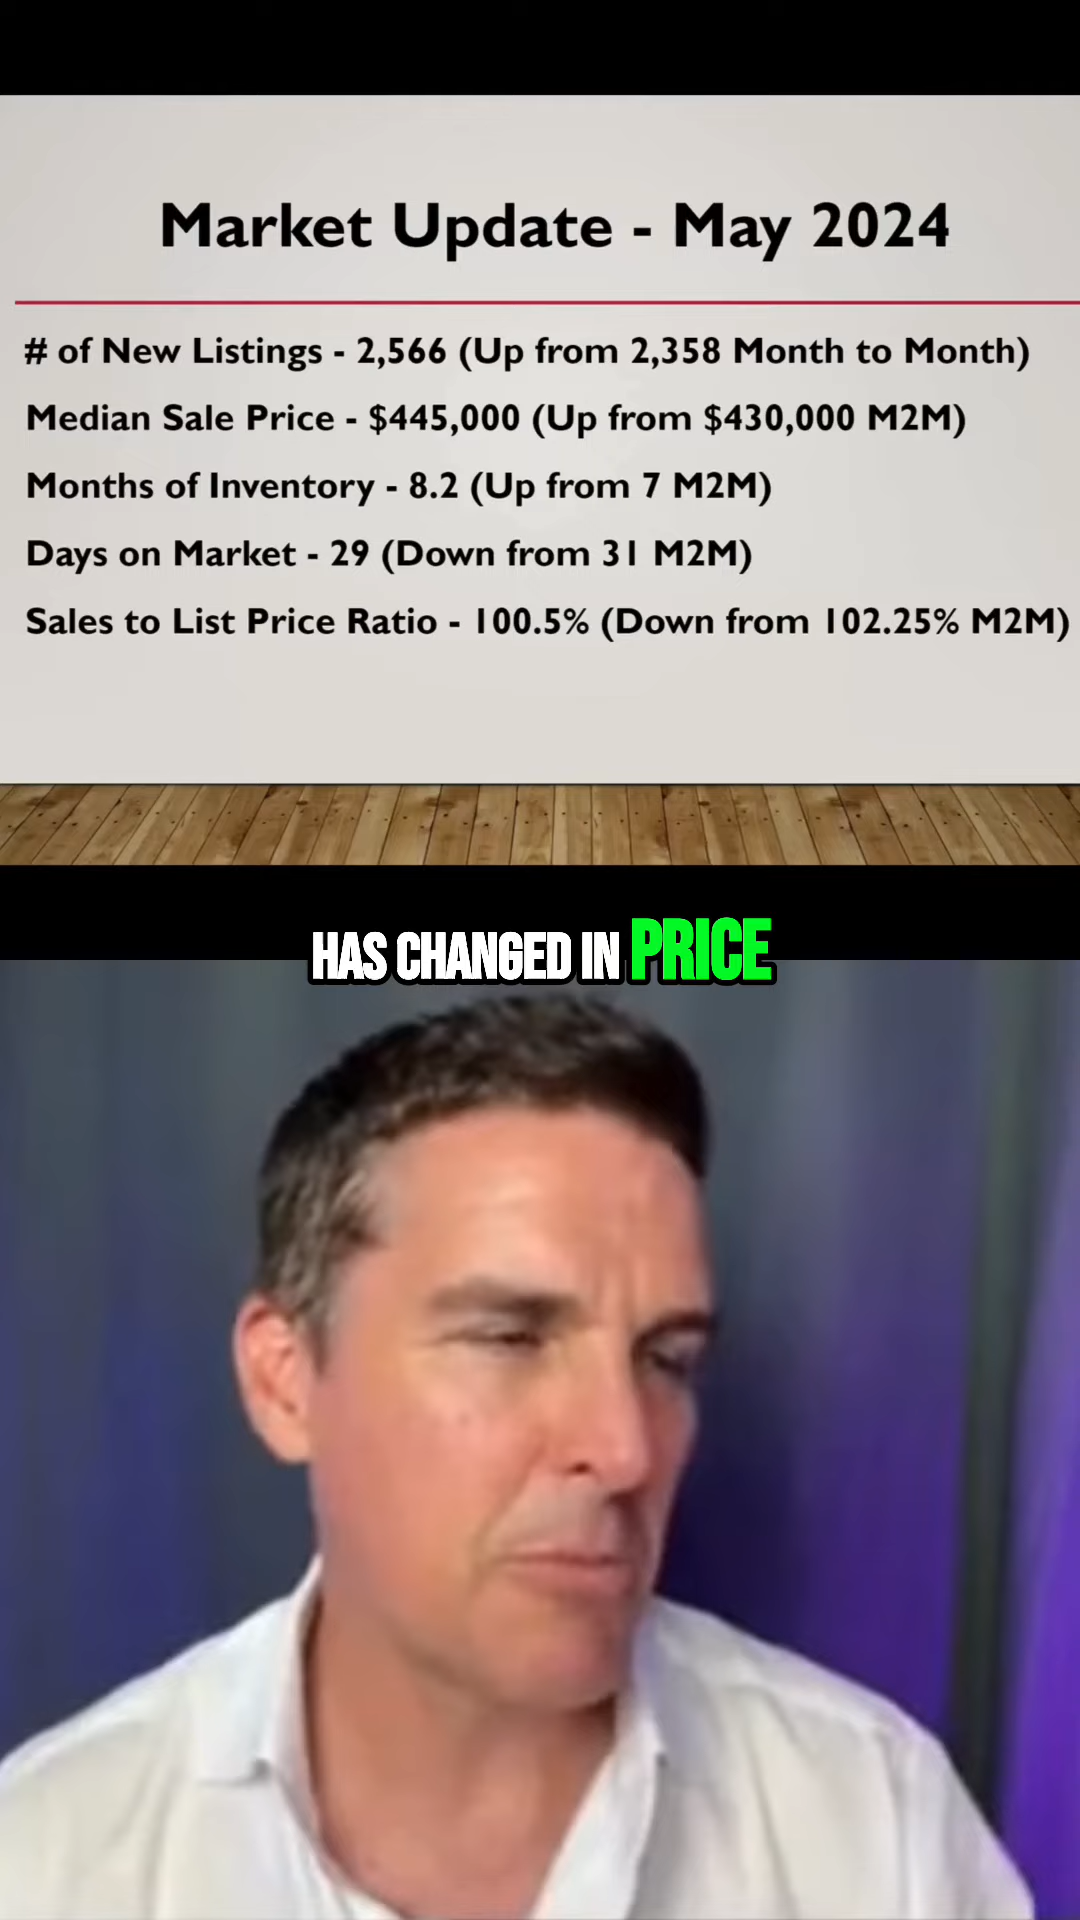 Market Update - May 2024
# of New Listings - 2,566 (Up from 2,358 Month to Month)
Median Sale Price - $445,000 (Up from $430,000 M2M)
Months of Inventory - 8.2 (Up from 7 M2M)
Days on Market - 29 (Down from 31 M2M)
Sales to List Price Ratio - 100.5% (Down from 102.25% M2M)
HAS CHANGED IN PRICE